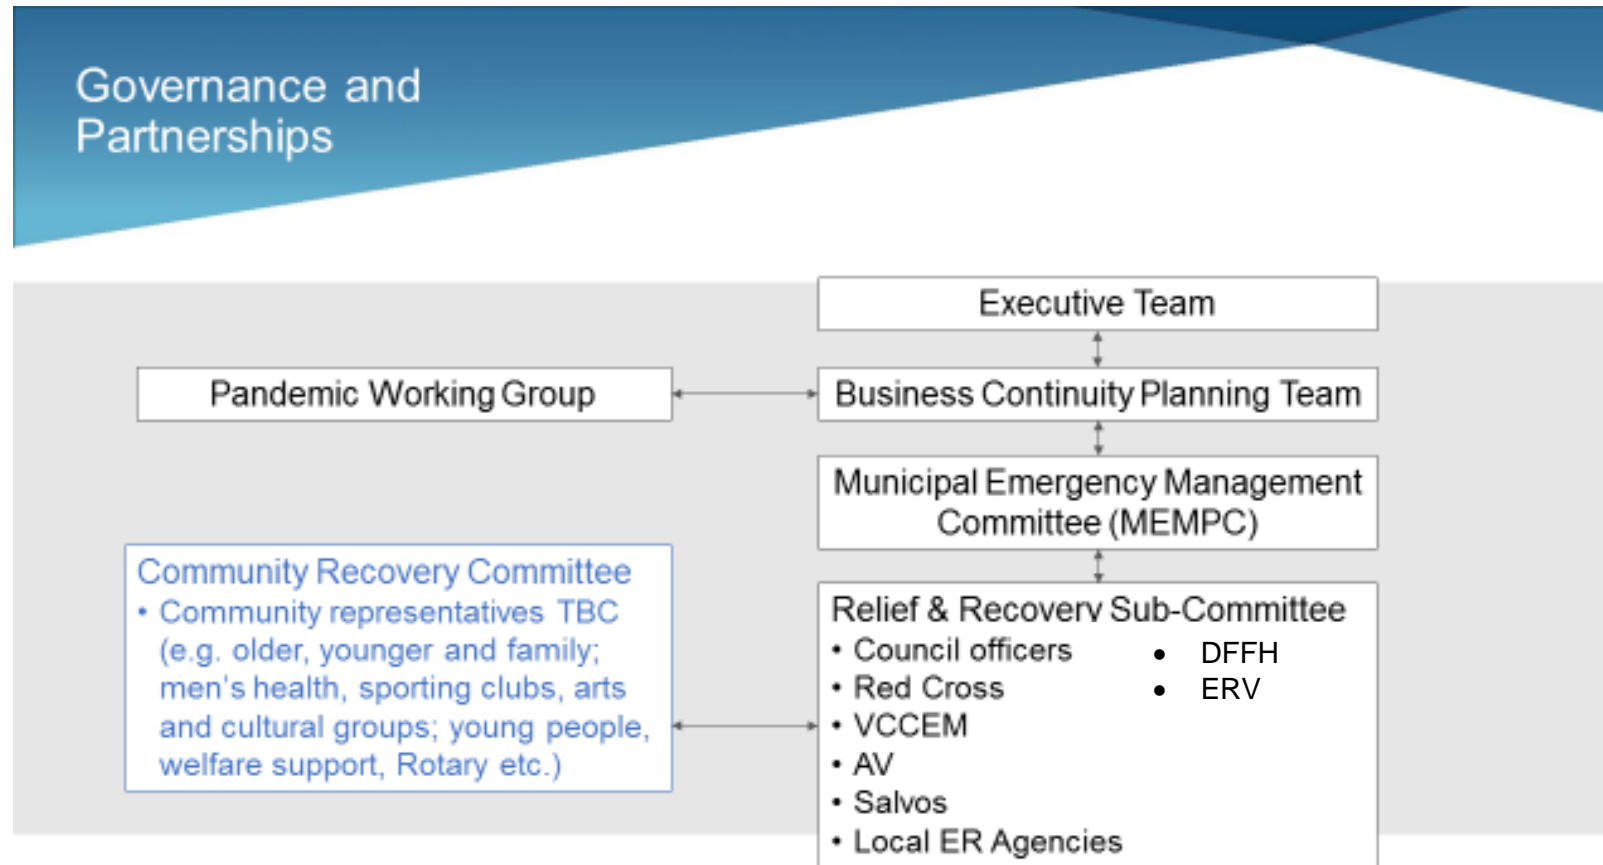 Governance and
Partnerships
Executive Team
Pandemic Working Group
Business Continuity Planning Team
Municipal Emergency Management
Committee (MEMPC)
Community Recovery Committee
• Community representatives TBC
(e.g. older, younger and family;
men's health, sporting clubs, arts
and cultural groups; young people,
welfare support, Rotary etc.)
Relief & Recovery Sub-Committee
• Council officers
• Red Cross
• VCCEM
• AV
• Salvos
• Local ER Agencies
• DFFH
• ERV